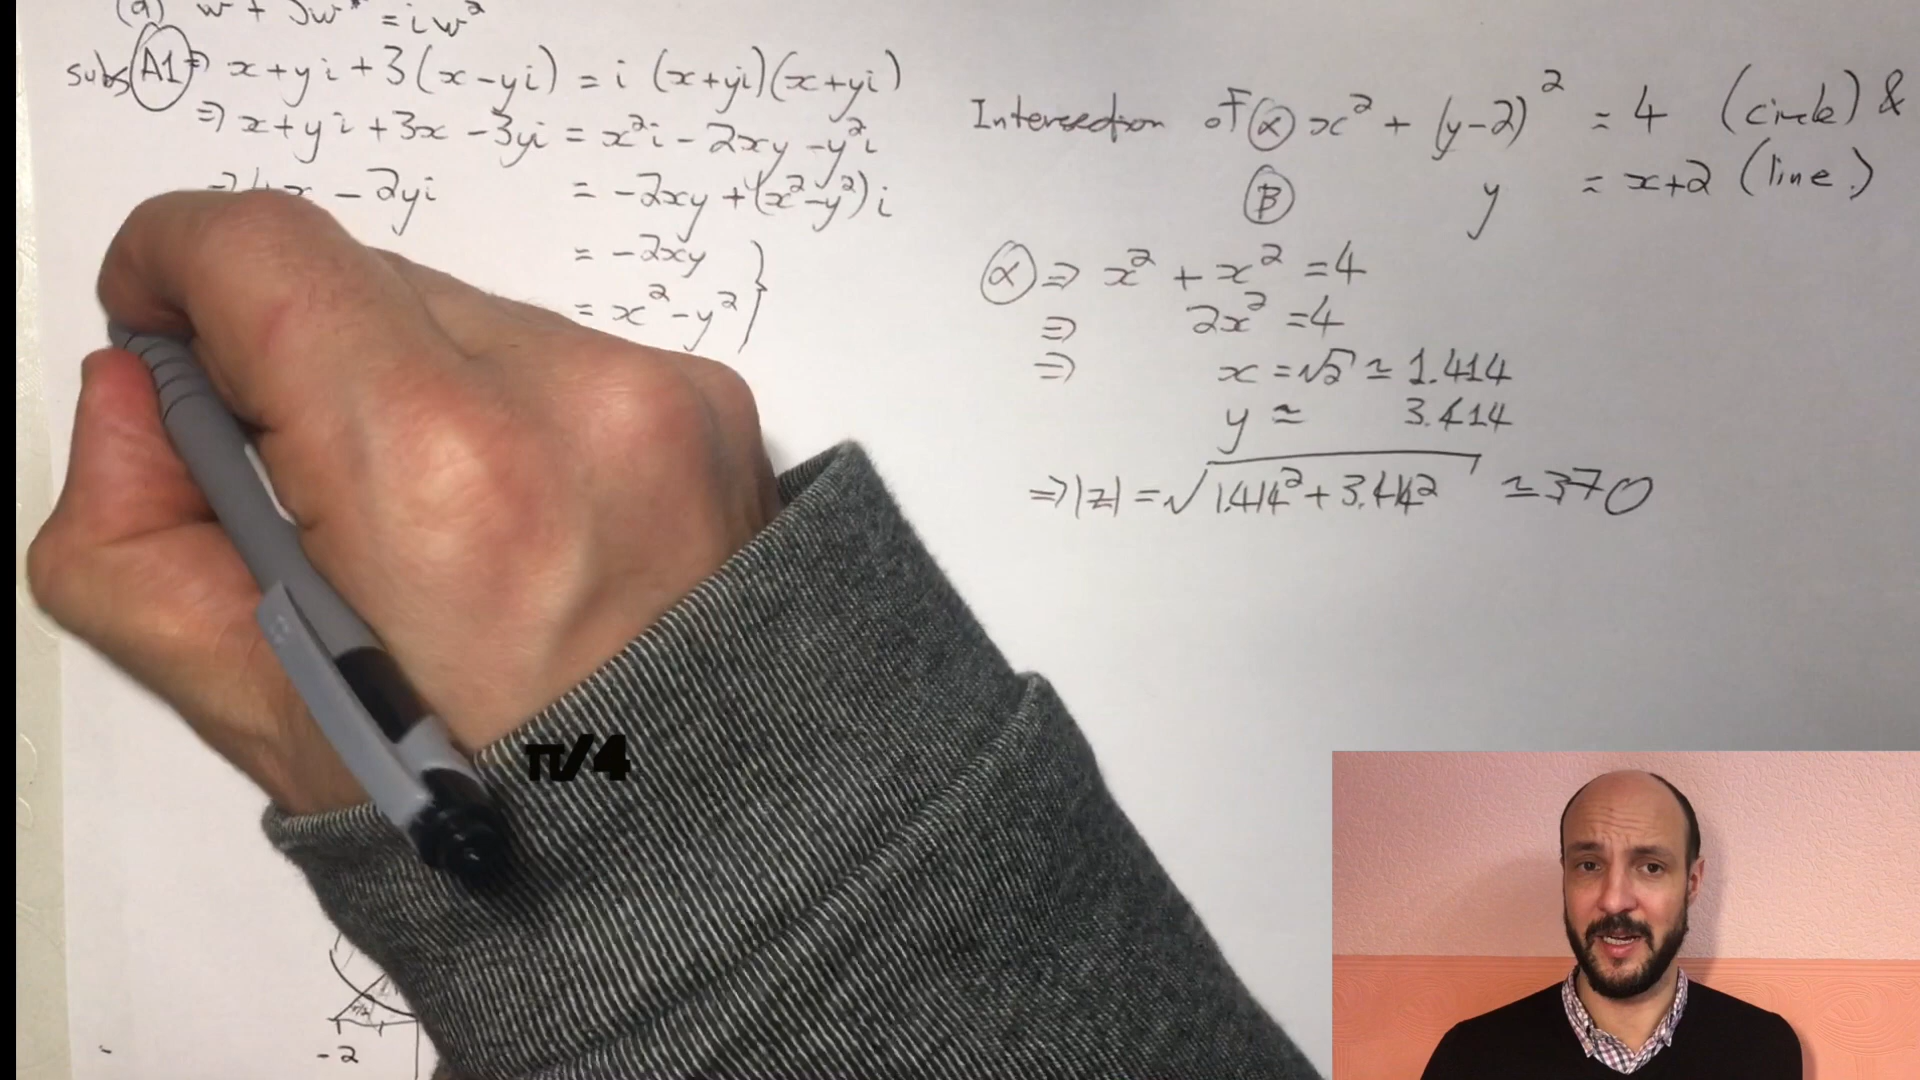 (a) w + 3w* = iw²
subs (A1) ⇒ x+yi+3(x-yi) = i (x+yi)(x+yi)
⇒ x+yi+3x-3yi = x²i-2xy-y²i
- 2yi = -2xy+(x²-y²)i
= -2xy
= x²-y²
Intersection of (α) x² + (y-2)² = 4 (circle) &
(β) y = x+2 (line)
(α) ⇒ x² + x² = 4
⇒ 2x² = 4
⇒ x = √2 ≃ 1.414
y ≃ 3.414
⇒ |z| = √1.414²+3.414² ≃ 3.70
π/4
-2